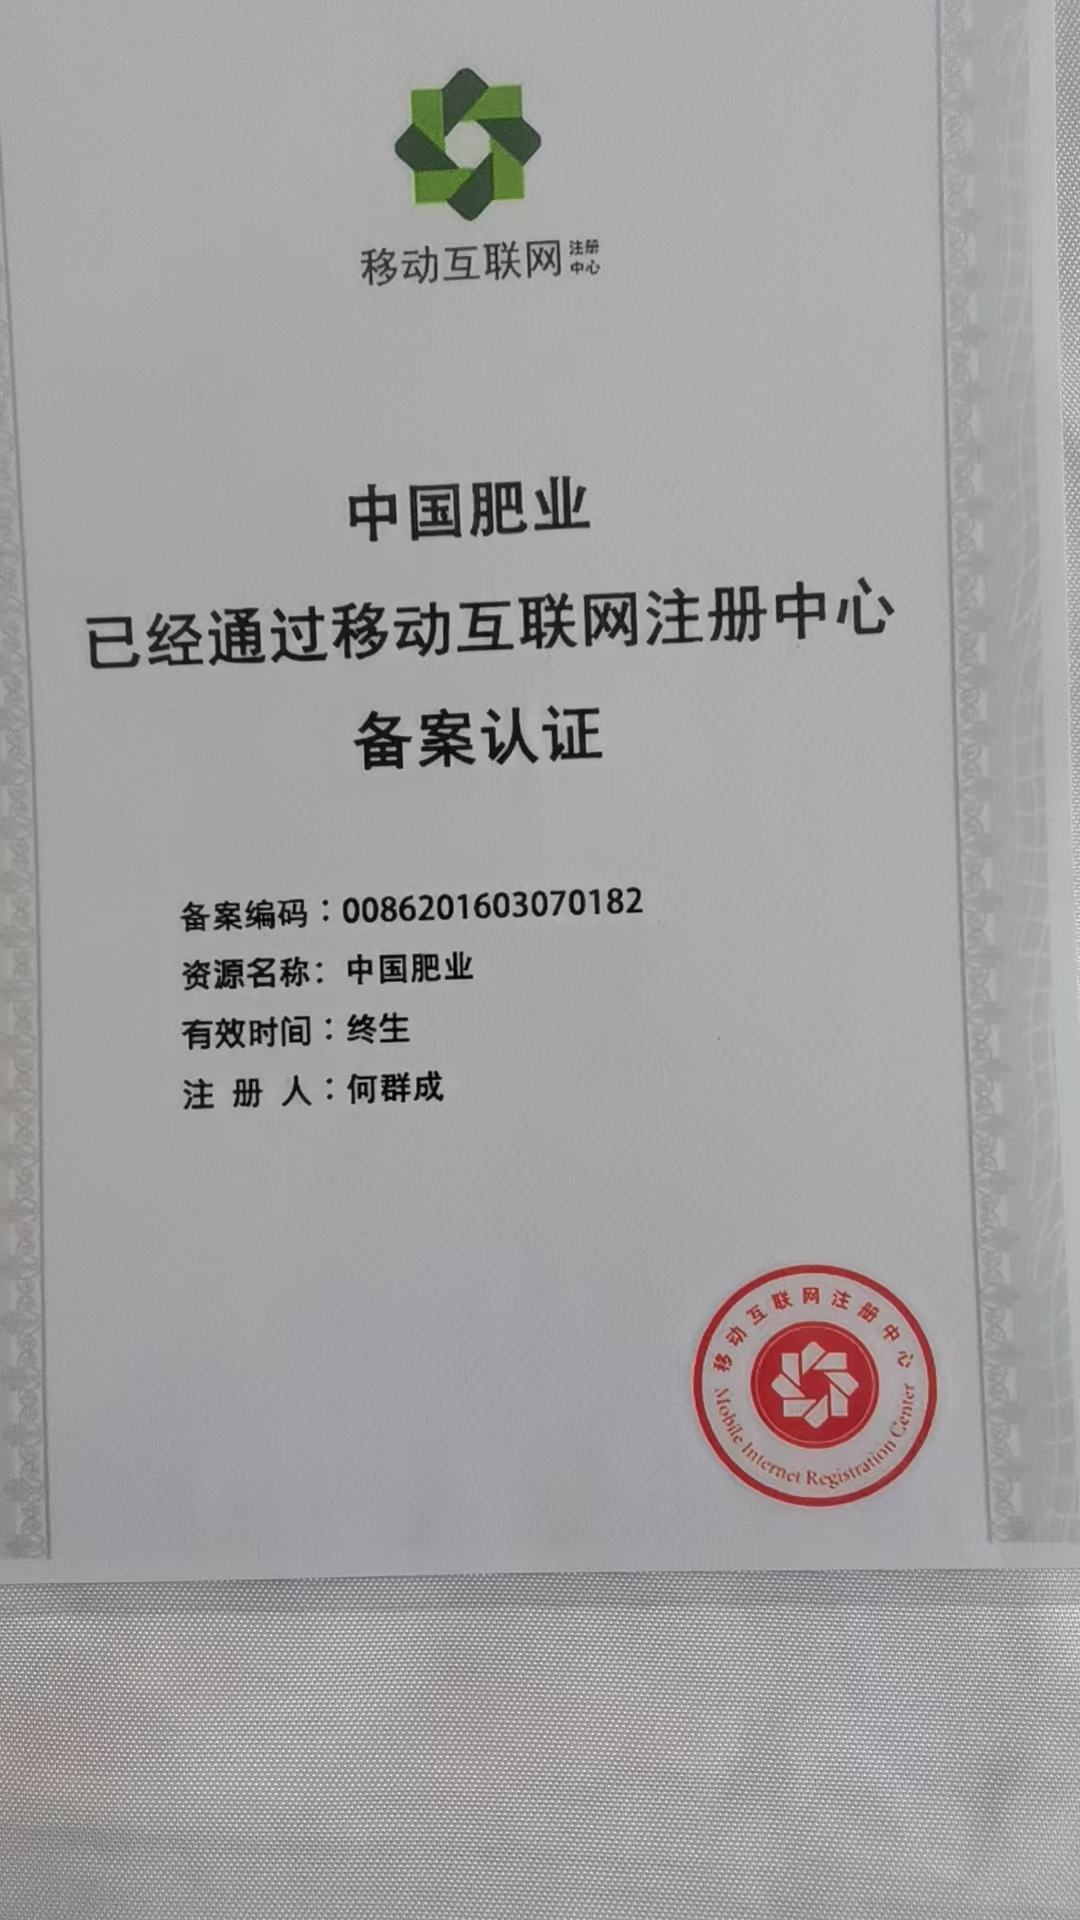 移动互联网注册中心
中国肥业
已经通过移动互联网注册中心
备案认证
备案编码：0086201603070182
资源名称：中国肥业
有效时间：终生
注 册 人：何群成
移动互联网注册中心
Mobile Internet Registration Center